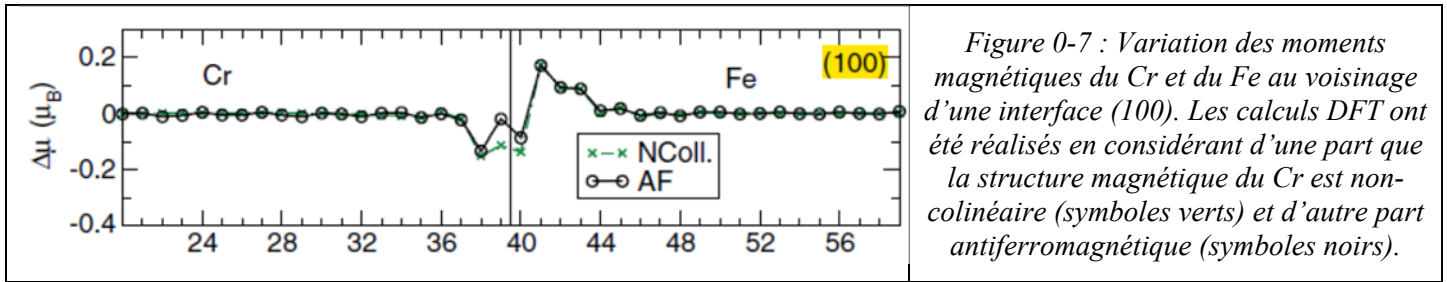 0.2
0
-0.2
-0.4
Δμ (μB)
Cr
Fe
(100)
NColl.
AF
24 28 32 36 40 44 48 52 56
Figure 0-7 : Variation des moments
magnétiques du Cr et du Fe au voisinage
d’une interface (100). Les calculs DFT ont
été réalisés en considérant d’une part que
la structure magnétique du Cr est non-
colinéaire (symboles verts) et d’autre part
antiferromagnétique (symboles noirs).